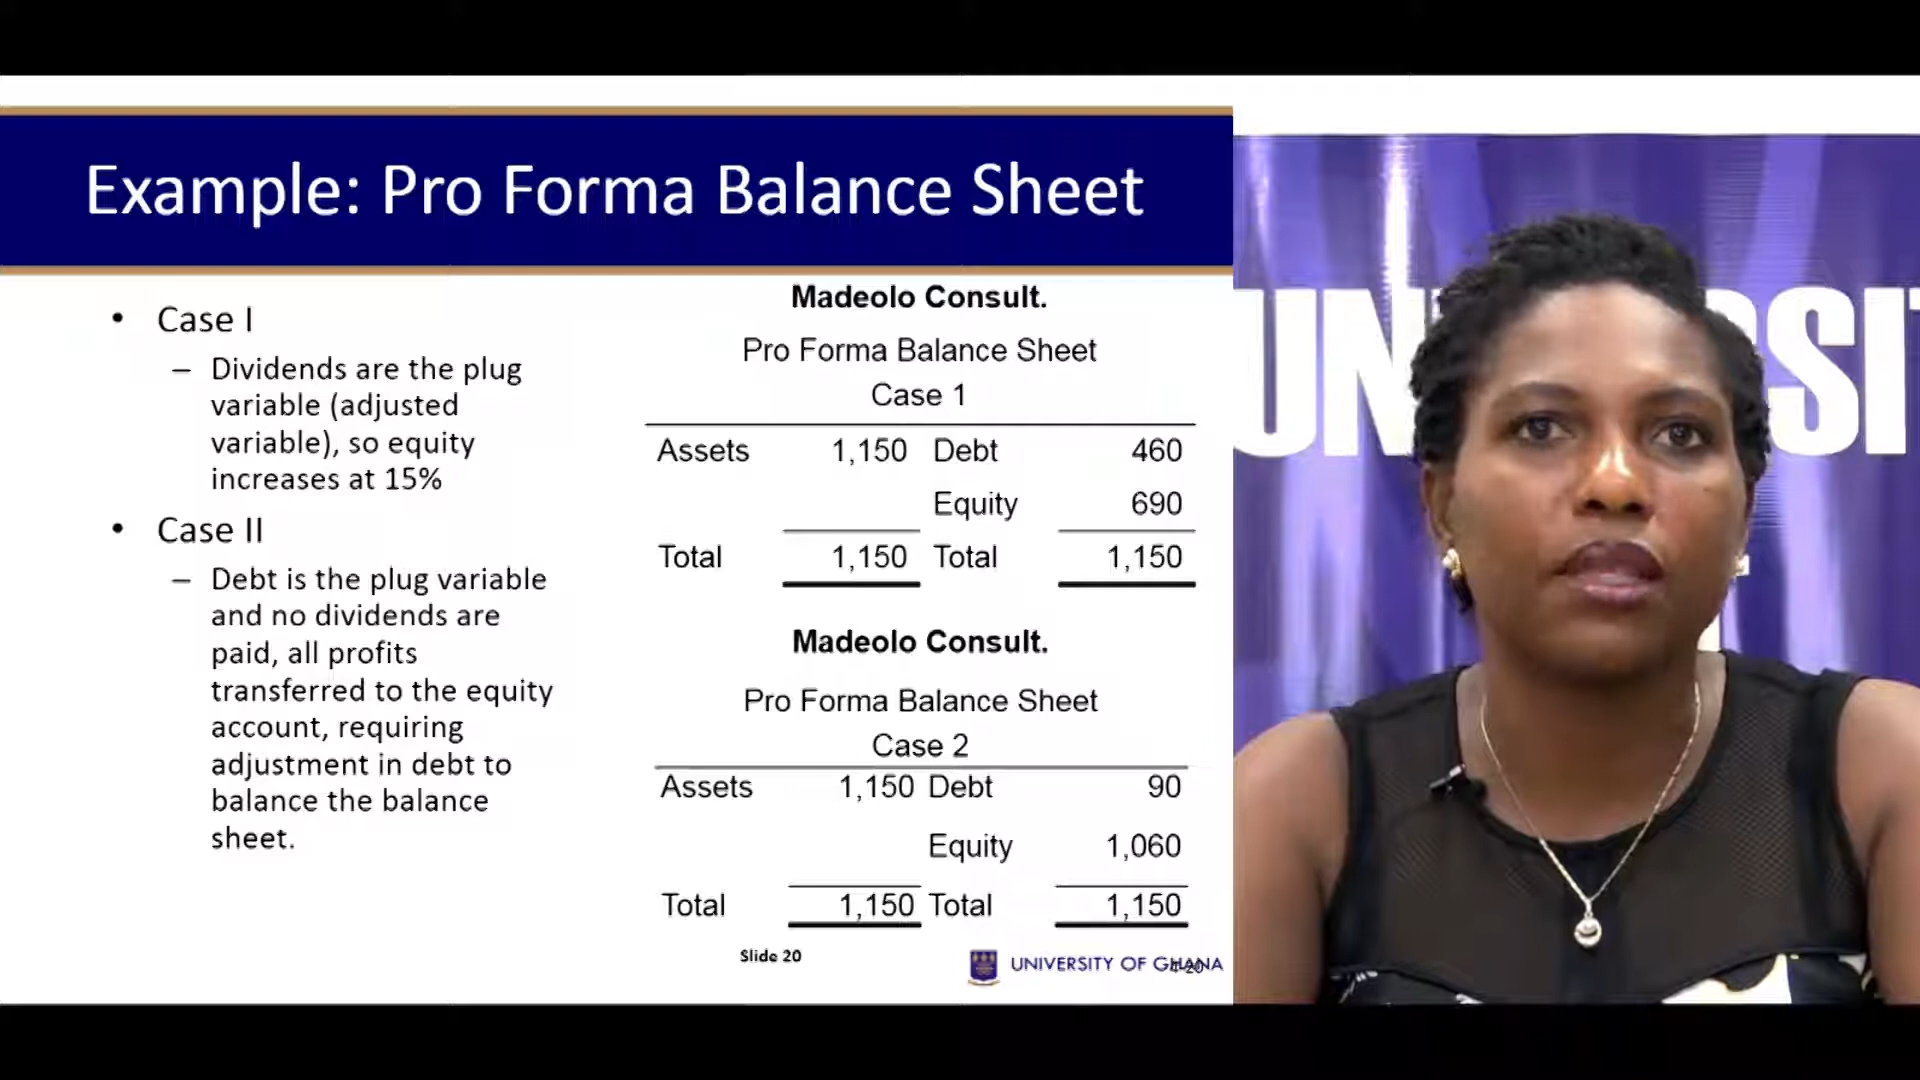 Example: Pro Forma Balance Sheet
• Case I
– Dividends are the plug
variable (adjusted
variable), so equity
increases at 15%
• Case II
– Debt is the plug variable
and no dividends are
paid, all profits
transferred to the equity
account, requiring
adjustment in debt to
balance the balance
sheet.
Madeolo Consult.
Pro Forma Balance Sheet
Case 1
Assets 1,150 Debt 460
Equity 690
Total 1,150 Total 1,150
Madeolo Consult.
Pro Forma Balance Sheet
Case 2
Assets 1,150 Debt 90
Equity 1,060
Total 1,150 Total 1,150
Slide 20
UNIVERSITY OF GHANA
4-20